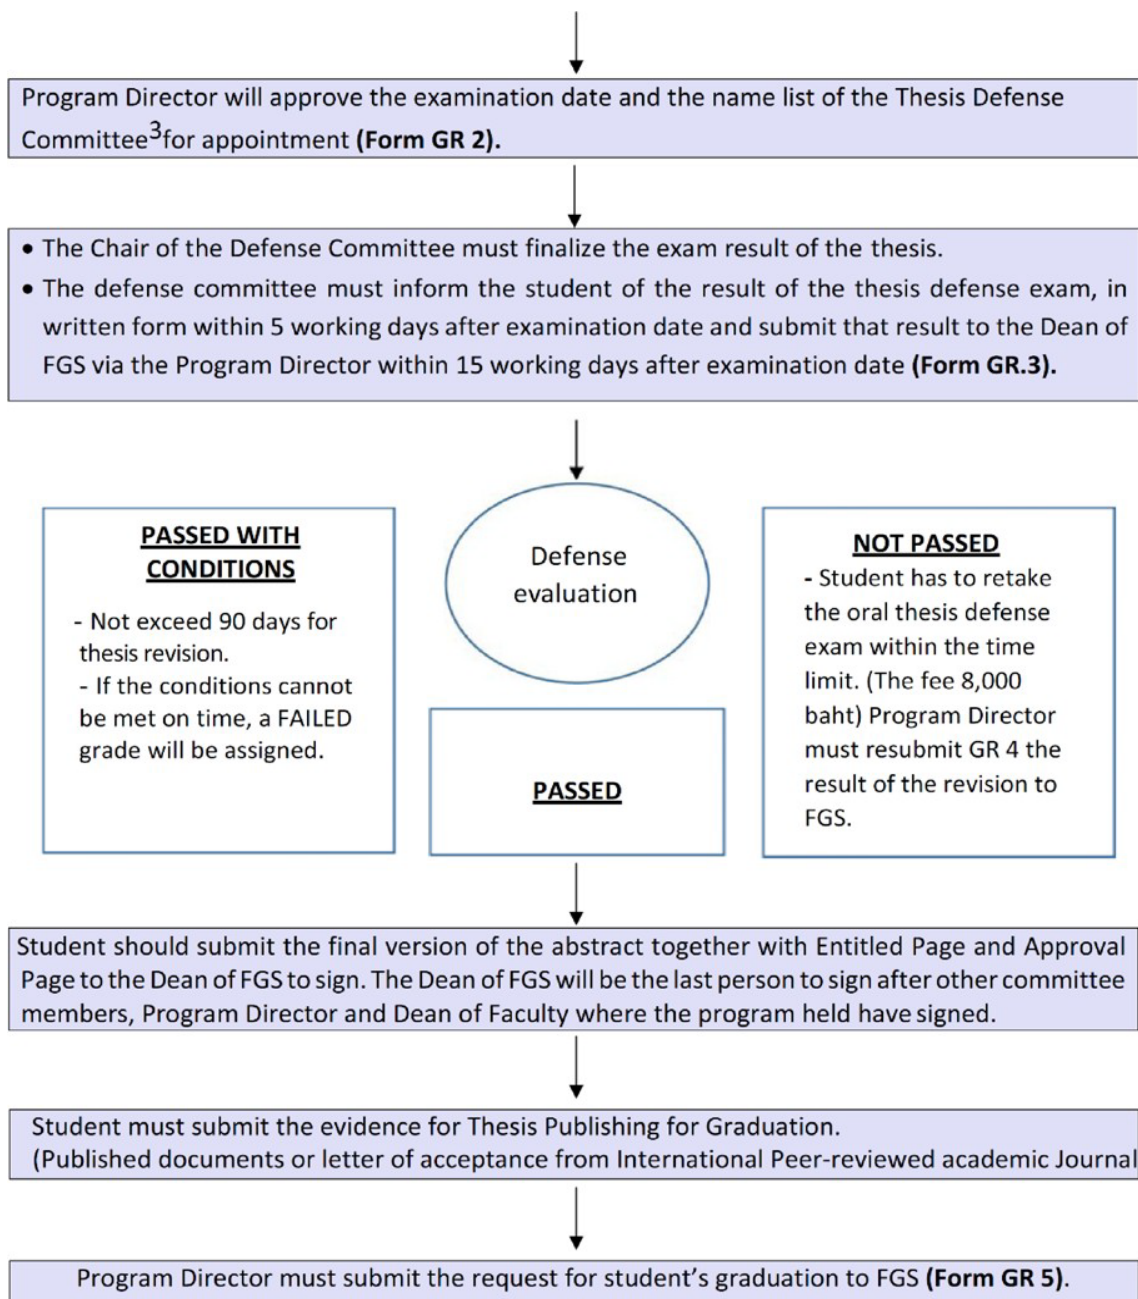 Program Director will approve the examination date and the name list of the Thesis Defense
Committee3for appointment (Form GR 2).
• The Chair of the Defense Committee must finalize the exam result of the thesis.
• The defense committee must inform the student of the result of the thesis defense exam, in
written form within 5 working days after examination date and submit that result to the Dean of
FGS via the Program Director within 15 working days after examination date (Form GR.3).
Defense
evaluation
PASSED WITH
CONDITIONS
- Not exceed 90 days for
thesis revision.
- If the conditions cannot
be met on time, a FAILED
grade will be assigned.
PASSED
NOT PASSED
- Student has to retake
the oral thesis defense
exam within the time
limit. (The fee 8,000
baht) Program Director
must resubmit GR 4 the
result of the revision to
FGS.
Student should submit the final version of the abstract together with Entitled Page and Approval
Page to the Dean of FGS to sign. The Dean of FGS will be the last person to sign after other committee
members, Program Director and Dean of Faculty where the program held have signed.
Student must submit the evidence for Thesis Publishing for Graduation.
(Published documents or letter of acceptance from International Peer-reviewed academic Journal
Program Director must submit the request for student's graduation to FGS (Form GR 5).